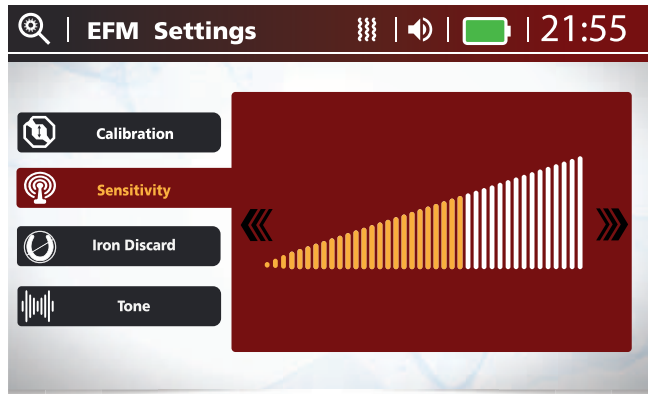 EFM Settings
21:55
Calibration
Sensitivity
Iron Discard
Tone